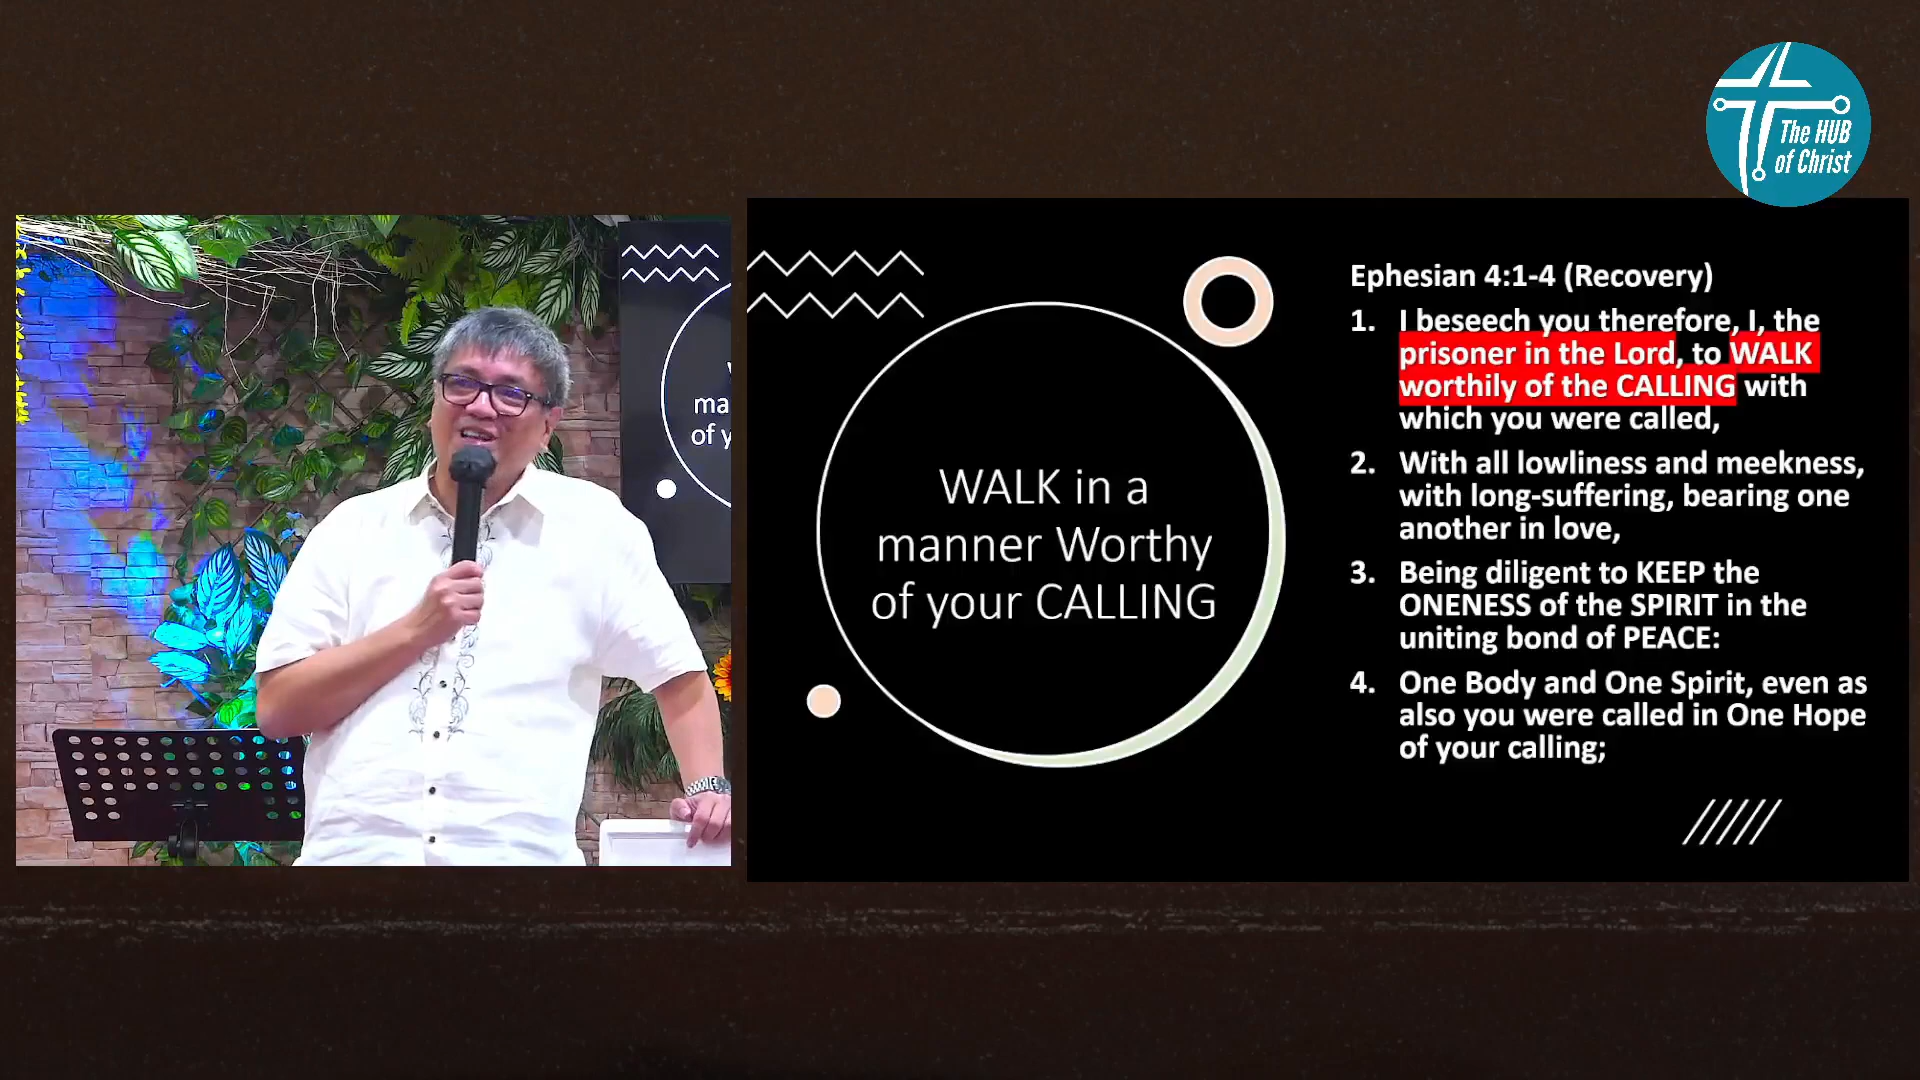 The HUB
of Christ
ma
of y
WALK in a
manner Worthy
of your CALLING
Ephesian 4:1-4 (Recovery)
1. I beseech you therefore, I, the
prisoner in the Lord, to WALK
worthily of the CALLING with
which you were called,
2. With all lowliness and meekness,
with long-suffering, bearing one
another in love,
3. Being diligent to KEEP the
ONENESS of the SPIRIT in the
uniting bond of PEACE:
4. One Body and One Spirit, even as
also you were called in One Hope
of your calling;